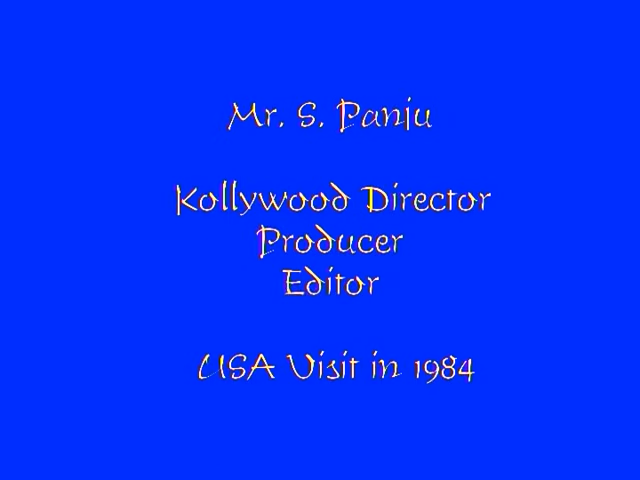 Mr. S. Panju
Kollywood Director
Producer
Editor
USA Visit in 1984